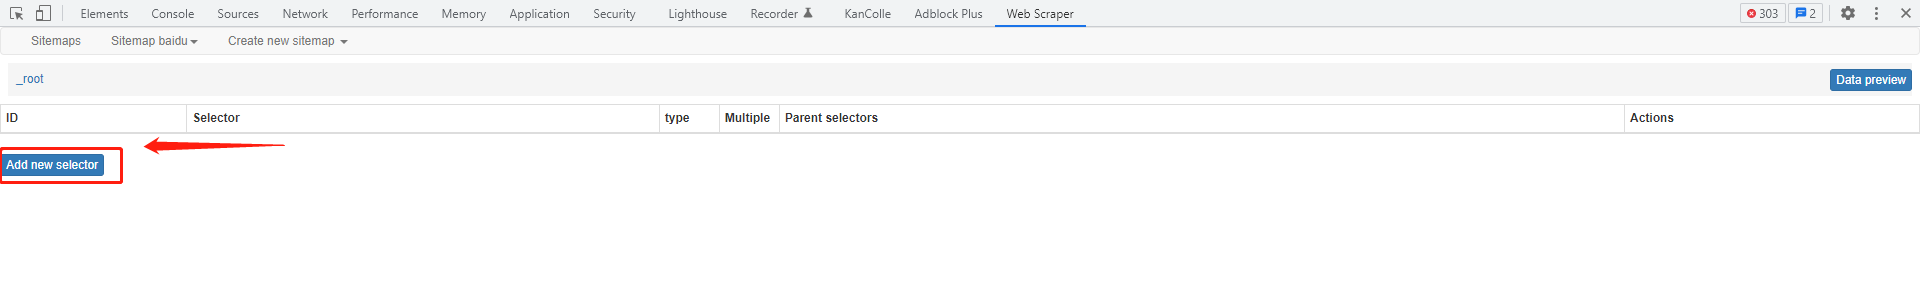 Elements Console Sources Network Performance Memory Application Security Lighthouse Recorder KanColle Adblock Plus Web Scraper 303 2
Sitemaps Sitemap baidu Create new sitemap
_root Data preview
ID Selector type Multiple Parent selectors Actions
Add new selector